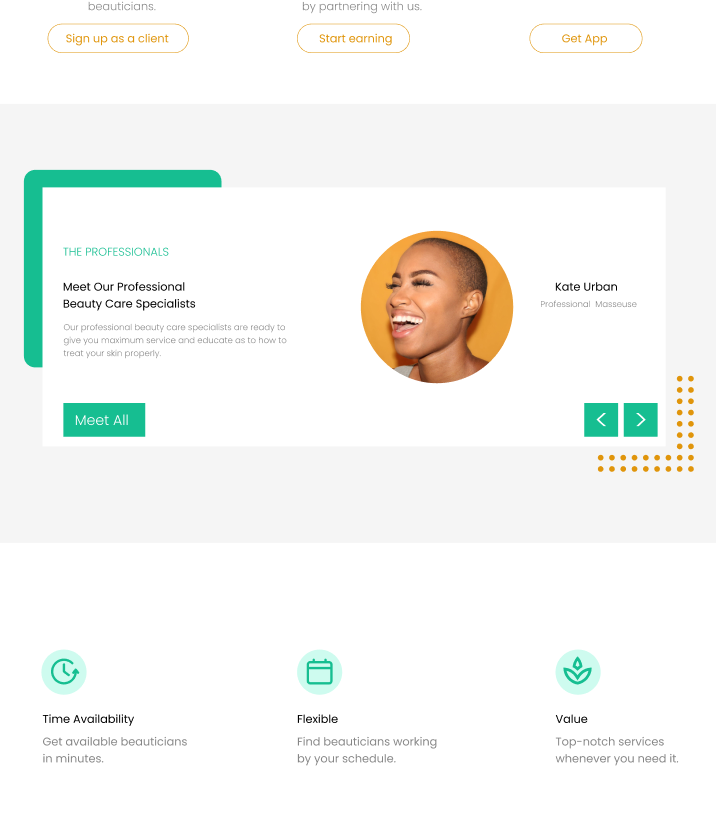 beauticians.
by partnering with us.
Sign up as a client
Start earning
Get App
THE PROFESSIONALS
Meet Our Professional
Beauty Care Specialists
Our professional beauty care specialists are ready to
give you maximum service and educate as to how to
treat your skin properly.
Meet All
Kate Urban
Professional Masseuse
Time Availability
Get available beauticians
in minutes.
Flexible
Find beauticians working
by your schedule.
Value
Top-notch services
whenever you need it.